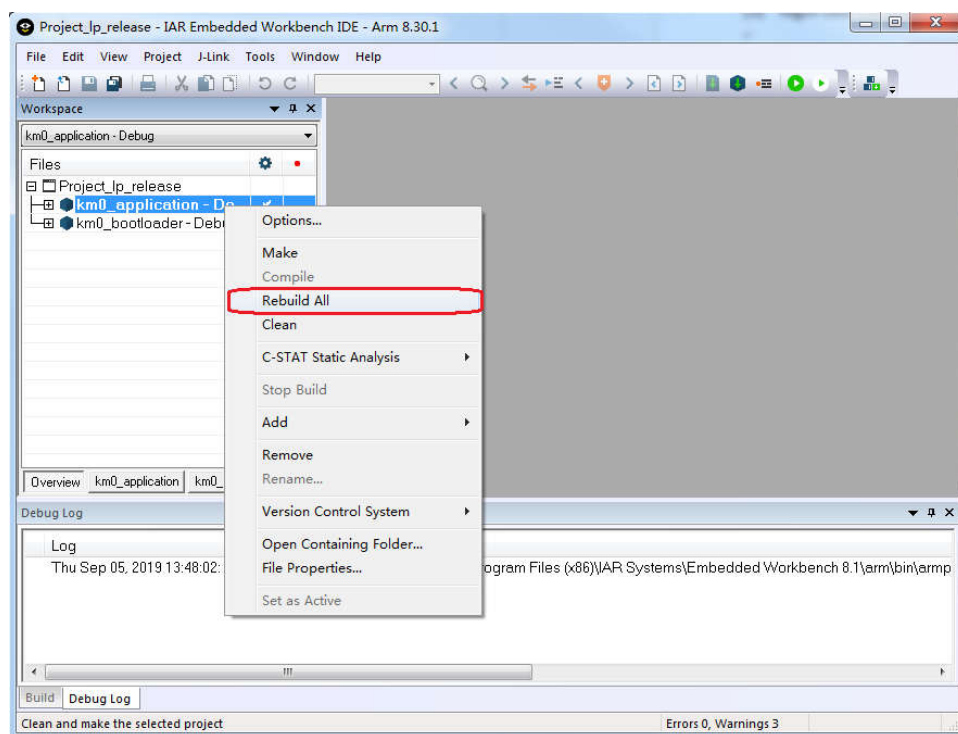 Project_lp_release - IAR Embedded Workbench IDE - Arm 8.30.1
File Edit View Project J-Link Tools Window Help
Workspace
km0_application - Debug
Files
Project_lp_release
km0_application - De
km0_bootloader - Deb
Options...
Make
Compile
Rebuild All
Clean
C-STAT Static Analysis
Stop Build
Add
Remove
Rename...
Version Control System
Open Containing Folder...
File Properties...
Set as Active
Overview km0_application km0_
Debug Log
Log
Thu Sep 05, 2019 13:48:02: ogram Files (x86)\IAR Systems\Embedded Workbench 8.1\arm\bin\armp
Build Debug Log
Clean and make the selected project Errors 0, Warnings 3